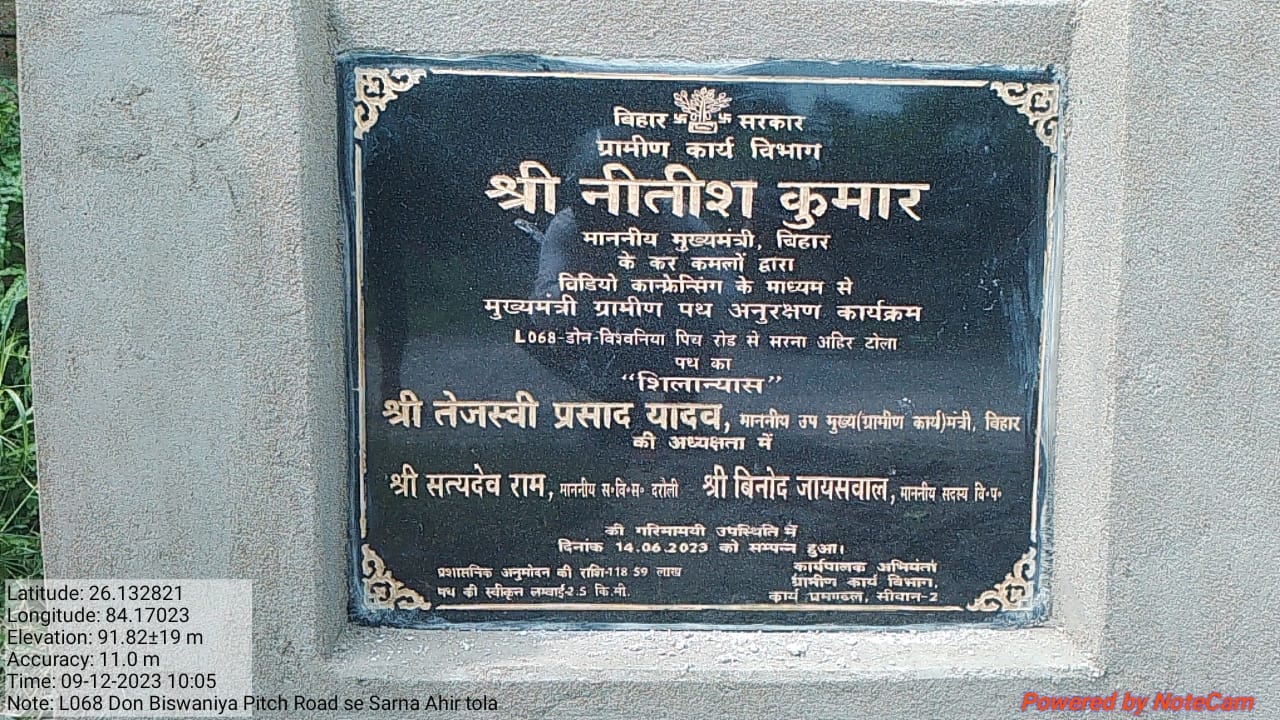 बिहार सरकार
ग्रामीण कार्य विभाग
श्री नीतीश कुमार
माननीय मुख्यमंत्री, बिहार
के कर कमलों द्वारा
विडियो कान्फ्रेन्सिंग के माध्यम से
मुख्यमंत्री ग्रामीण पथ अनुरक्षण कार्यक्रम
L068-डोन-विश्वनिया पिच रोड से सरना अहिर टोला
पथ का
“शिलान्यास”
श्री तेजस्वी प्रसाद यादव, माननीय उप मुख्य(ग्रामीण कार्य)मंत्री, बिहार
की अध्यक्षता में
श्री सत्यदेव राम, माननीय स॰वि॰स॰ दरौली श्री बिनोद जायसवाल, माननीय सदस्य वि॰प॰
की गरिमामयी उपस्थिति में
दिनांक 14.06.2023 को सम्पन्न हुआ।
प्रशासनिक अनुमोदन की राशि-118 59 लाख
पथ की स्वीकृत लम्बाई-2.5 कि.मी.
कार्यपालक अभियंता
ग्रामीण कार्य विभाग,
कार्य प्रमण्डल, सीवान-2
Latitude: 26.132821
Longitude: 84.17023
Elevation: 91.82±19 m
Accuracy: 11.0 m
Time: 09-12-2023 10:05
Note: L068 Don Biswaniya Pitch Road se Sarna Ahir tola
Powered by NoteCam